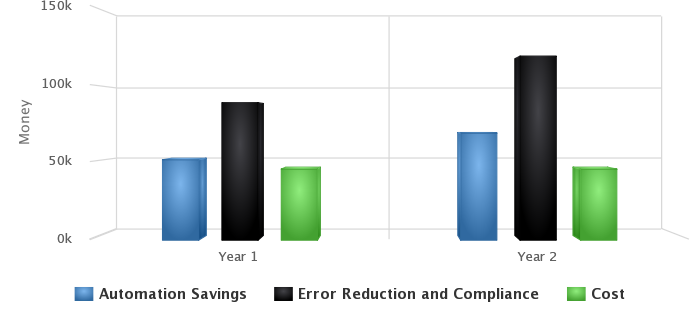 150k
100k
50k
0k
Money
Year 1
Year 2
Automation Savings
Error Reduction and Compliance
Cost